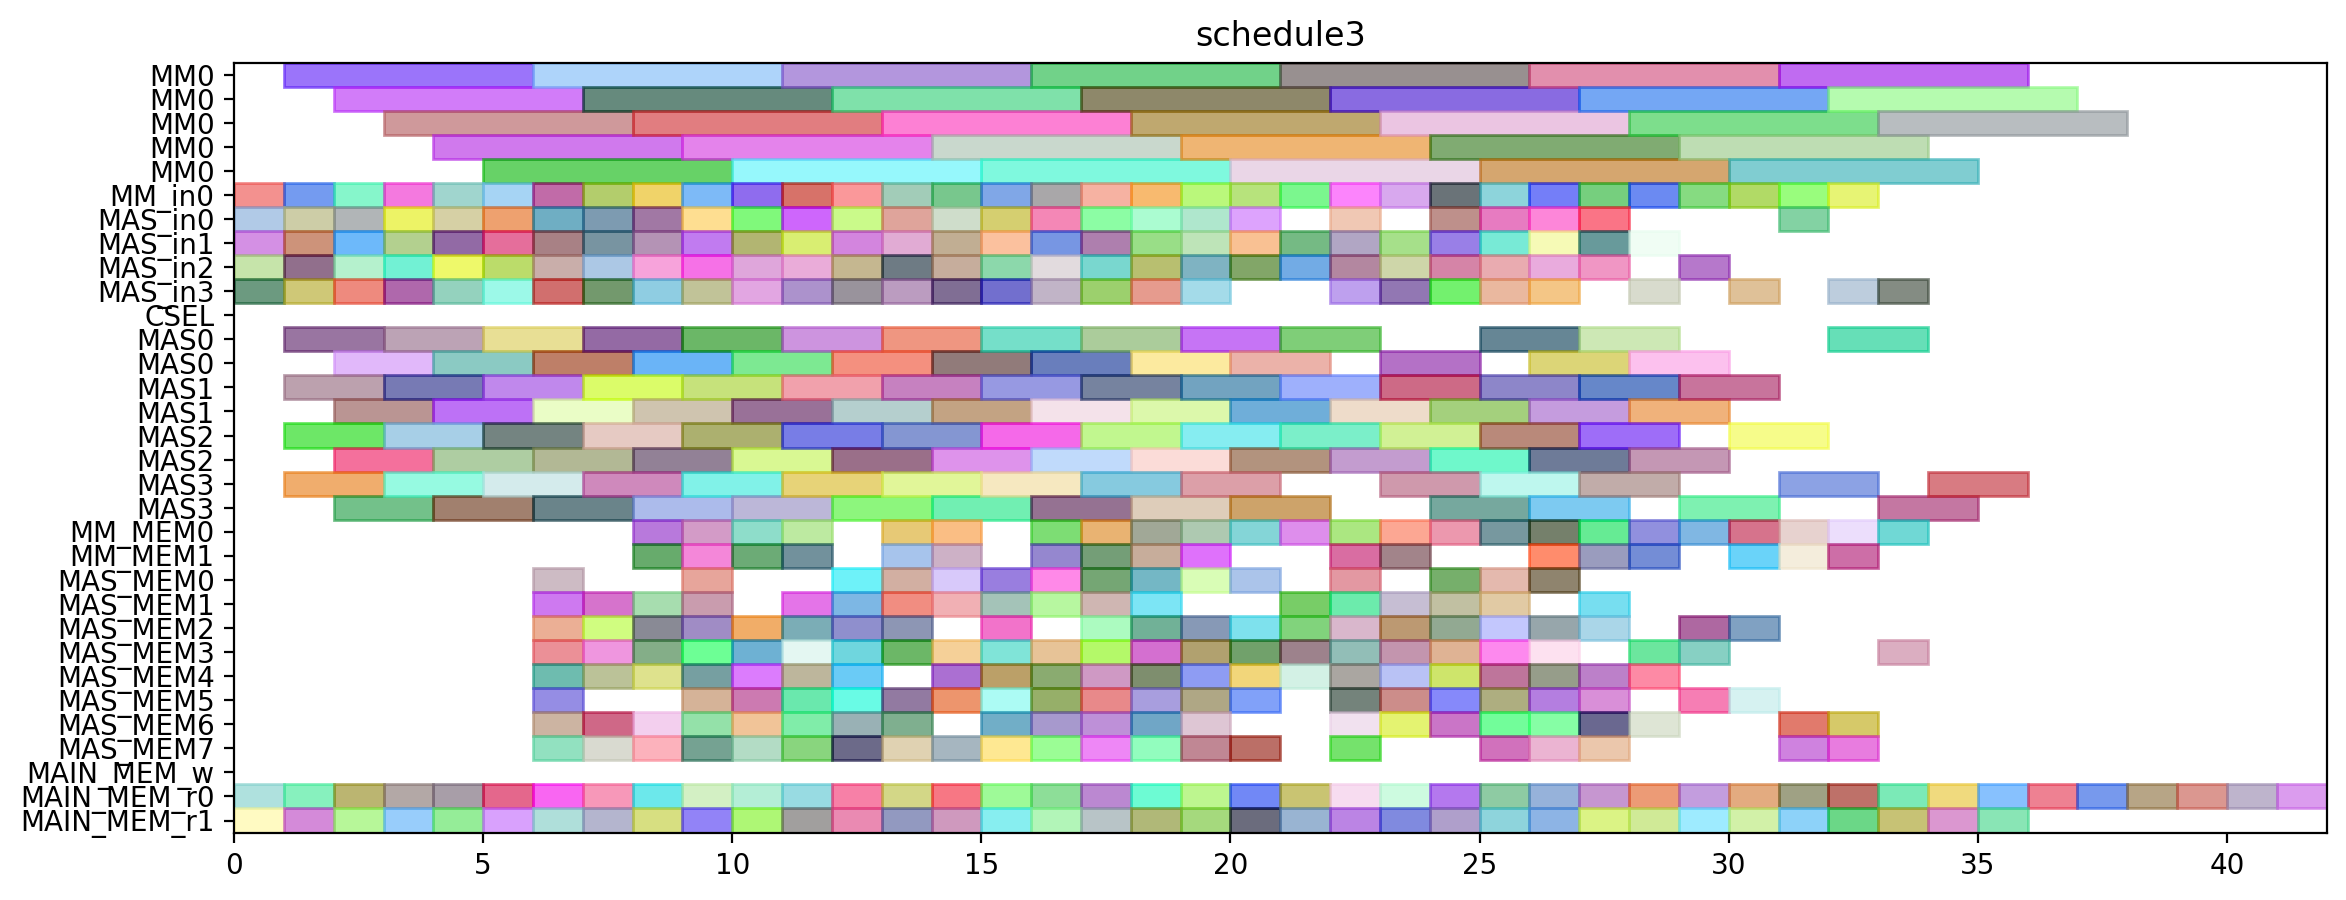 schedule3
MM0
MM0
MM0
MM0
MM0
MM_in0
MAS_in0
MAS_in1
MAS_in2
MAS_in3
CSEL
MAS0
MAS0
MAS1
MAS1
MAS2
MAS2
MAS3
MAS3
MM_MEM0
MM_MEM1
MAS_MEM0
MAS_MEM1
MAS_MEM2
MAS_MEM3
MAS_MEM4
MAS_MEM5
MAS_MEM6
MAS_MEM7
MAIN_MEM_w
MAIN_MEM_r0
MAIN_MEM_r1
0 5 10 15 20 25 30 35 40